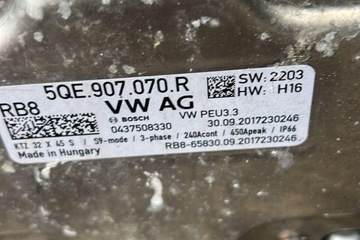 5QE.907.070.R
SW: 2203
HW: H16
RB8
VW AG
BOSCH
0437508330
VW PEU3.3
30.09.2017230246
KTZ 32 X 45 S / S9-mode / 3-phase / 240Acont / 450Apeak / IP66
Made in Hungary
RB8-65830.09.2017230246